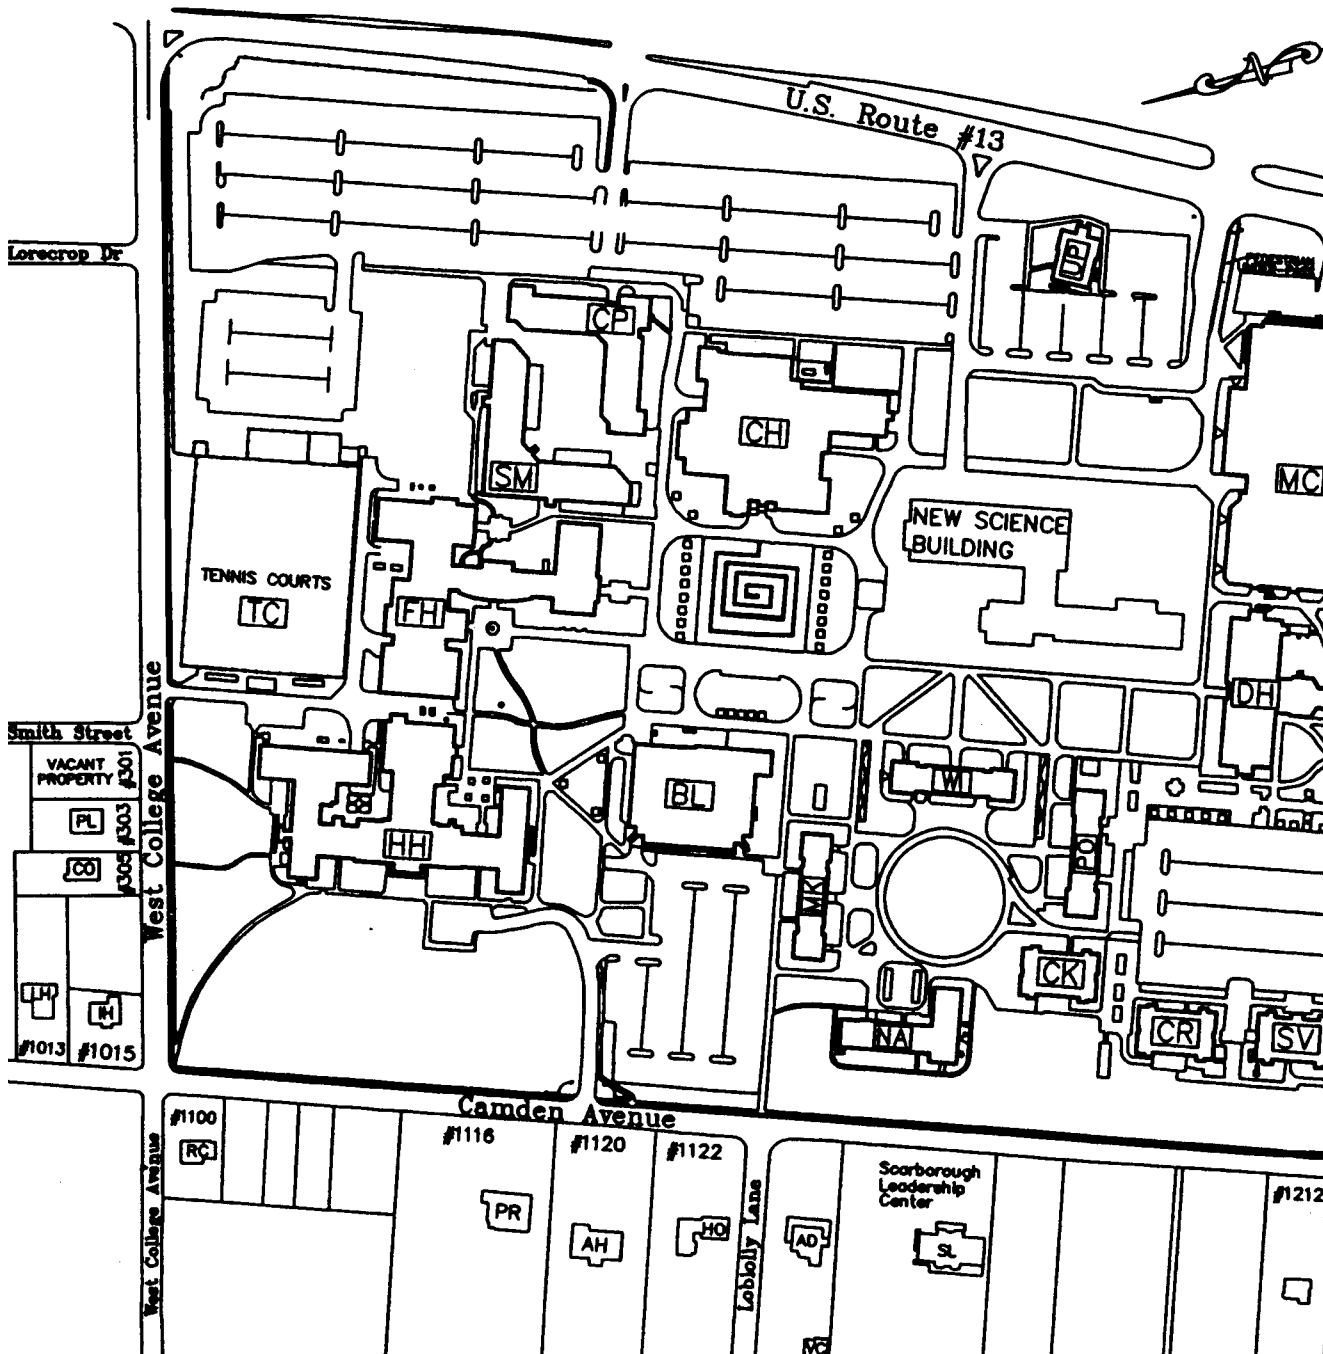 N
U.S. Route #13
Lorecrop Dr
UP
CP
CH
SM
MC
NEW SCIENCE
BUILDING
TENNIS COURTS
TC
FH
DH
Smith Street
West College Avenue
VACANT
PROPERTY
#301
PL
#303
CO
#305
HH
BL
WI
PO
MK
CK
LH
IH
NA
CR
SV
#1013
#1015
Camden Avenue
#1100
RC
West College Avenue
#1116
PR
#1120
AH
#1122
HO
Loblolly Lane
AD
VC
Scarborough
Leadership
Center
SL
#1212